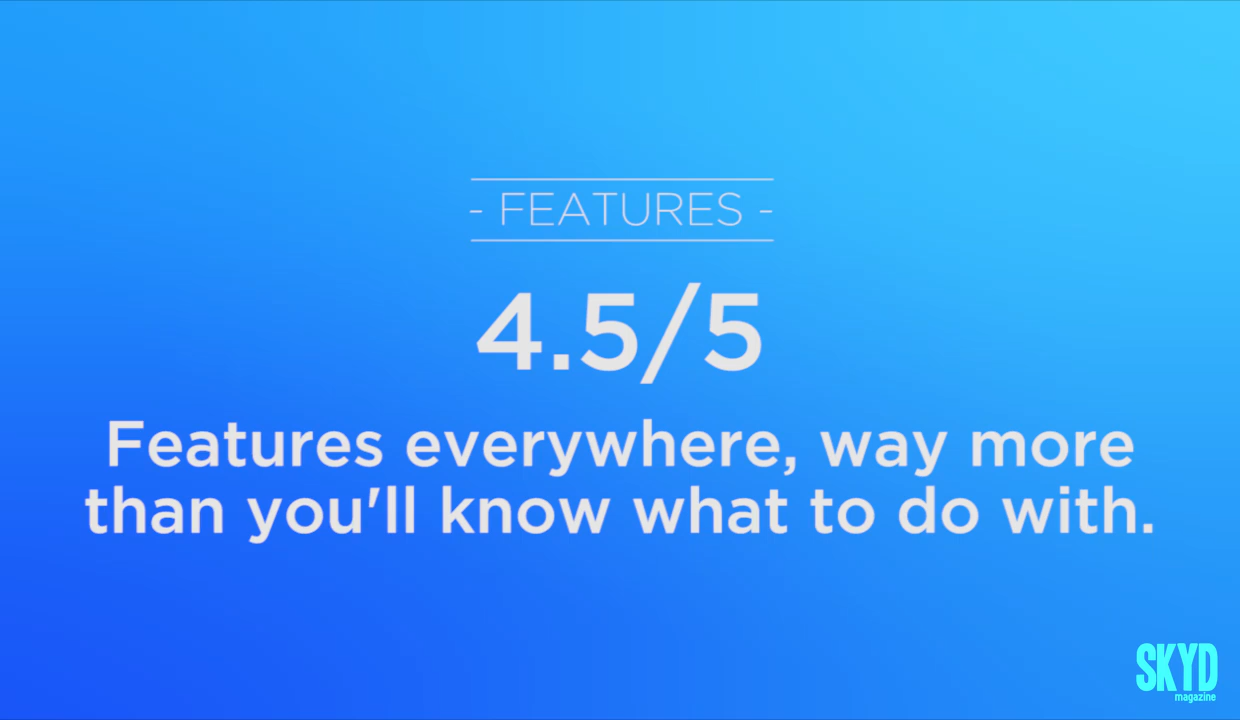 - FEATURES -
4.5/5
Features everywhere, way more
than you'll know what to do with.
SKYD
magazine